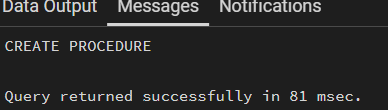 Data Output Messages Notifications
CREATE PROCEDURE
Query returned successfully in 81 msec.